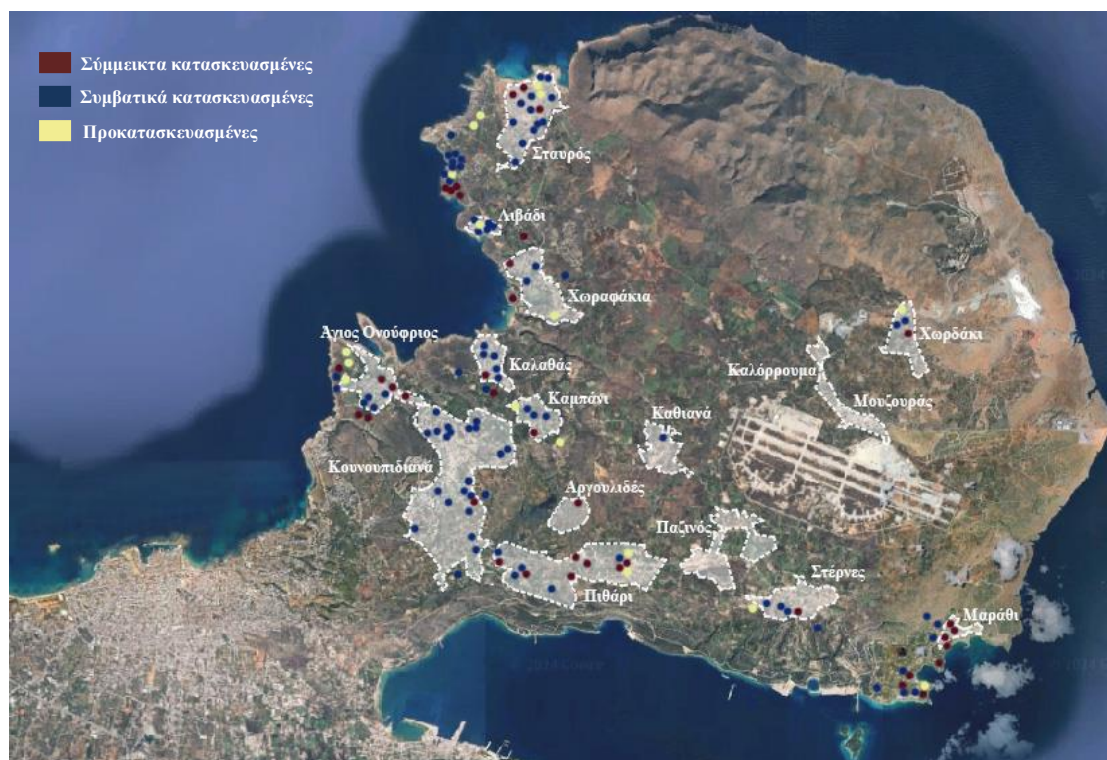 Σύμμεικτα κατασκευασμένες
Συμβατικά κατασκευασμένες
Προκατασκευασμένες
Σταυρός
Λιβάδι
Χωραφάκια
Άγιος Ονούφριος
Χωρδάκι
Καλαθάς
Καλόρρουμα
Καμπάνι
Μουζουράς
Καθιανά
Κουνουπιδιανά
Αργουλιδές
Παζινός
Στέρνες
Πιθάρι
Μαράθι